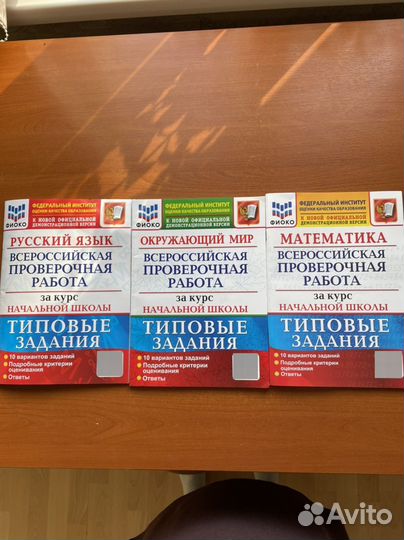 ФИОКО
ФЕДЕРАЛЬНЫЙ ИНСТИТУТ
ОЦЕНКИ КАЧЕСТВА ОБРАЗОВАНИЯ
К НОВОЙ ОФИЦИАЛЬНОЙ
ДЕМОНСТРАЦИОННОЙ ВЕРСИИ
РУССКИЙ ЯЗЫК
ВСЕРОССИЙСКАЯ
ПРОВЕРОЧНАЯ
РАБОТА
за курс
НАЧАЛЬНОЙ ШКОЛЫ
ТИПОВЫЕ
ЗАДАНИЯ
10 вариантов заданий
Подробные критерии
оценивания
Ответы
ФИОКО
ФЕДЕРАЛЬНЫЙ ИНСТИТУТ
ОЦЕНКИ КАЧЕСТВА ОБРАЗОВАНИЯ
К НОВОЙ ОФИЦИАЛЬНОЙ
ДЕМОНСТРАЦИОННОЙ ВЕРСИИ
ОКРУЖАЮЩИЙ МИР
ВСЕРОССИЙСКАЯ
ПРОВЕРОЧНАЯ
РАБОТА
за курс
НАЧАЛЬНОЙ ШКОЛЫ
ТИПОВЫЕ
ЗАДАНИЯ
10 вариантов заданий
Подробные критерии
оценивания
Ответы
ФИОКО
ФЕДЕРАЛЬНЫЙ ИНСТИТУТ
ОЦЕНКИ КАЧЕСТВА ОБРАЗОВАНИЯ
К НОВОЙ ОФИЦИАЛЬНОЙ
ДЕМОНСТРАЦИОННОЙ ВЕРСИИ
МАТЕМАТИКА
ВСЕРОССИЙСКАЯ
ПРОВЕРОЧНАЯ
РАБОТА
за курс
НАЧАЛЬНОЙ ШКОЛЫ
ТИПОВЫЕ
ЗАДАНИЯ
10 вариантов заданий
Подробные критерии
оценивания
Ответы
Avito